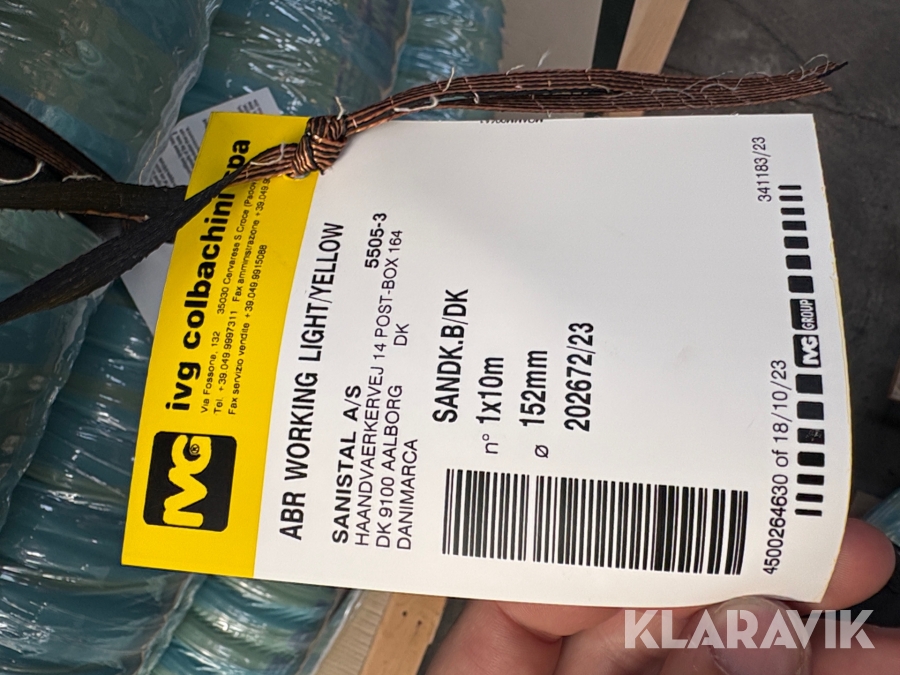 IVG
ivg colbachini spa
Via Fossona, 132 35030 Cervarese S. Croce
Tel. +39.049.9997311 Fax amministrazione +39.049.9
Fax servizio vendite +39.049.9915088
ABR WORKING LIGHT/YELLOW
SANISTAL A/S 5505-3
HAANDVAERKERVEJ 14 POST-BOX 164
DK 9100 AALBORG DK
DANIMARCA
SANDK.B/DK
n° 1x10m
ø 152mm
202672/23
4500264630 of 18/10/23
341183/23
IVG GROUP
KLARAVIK